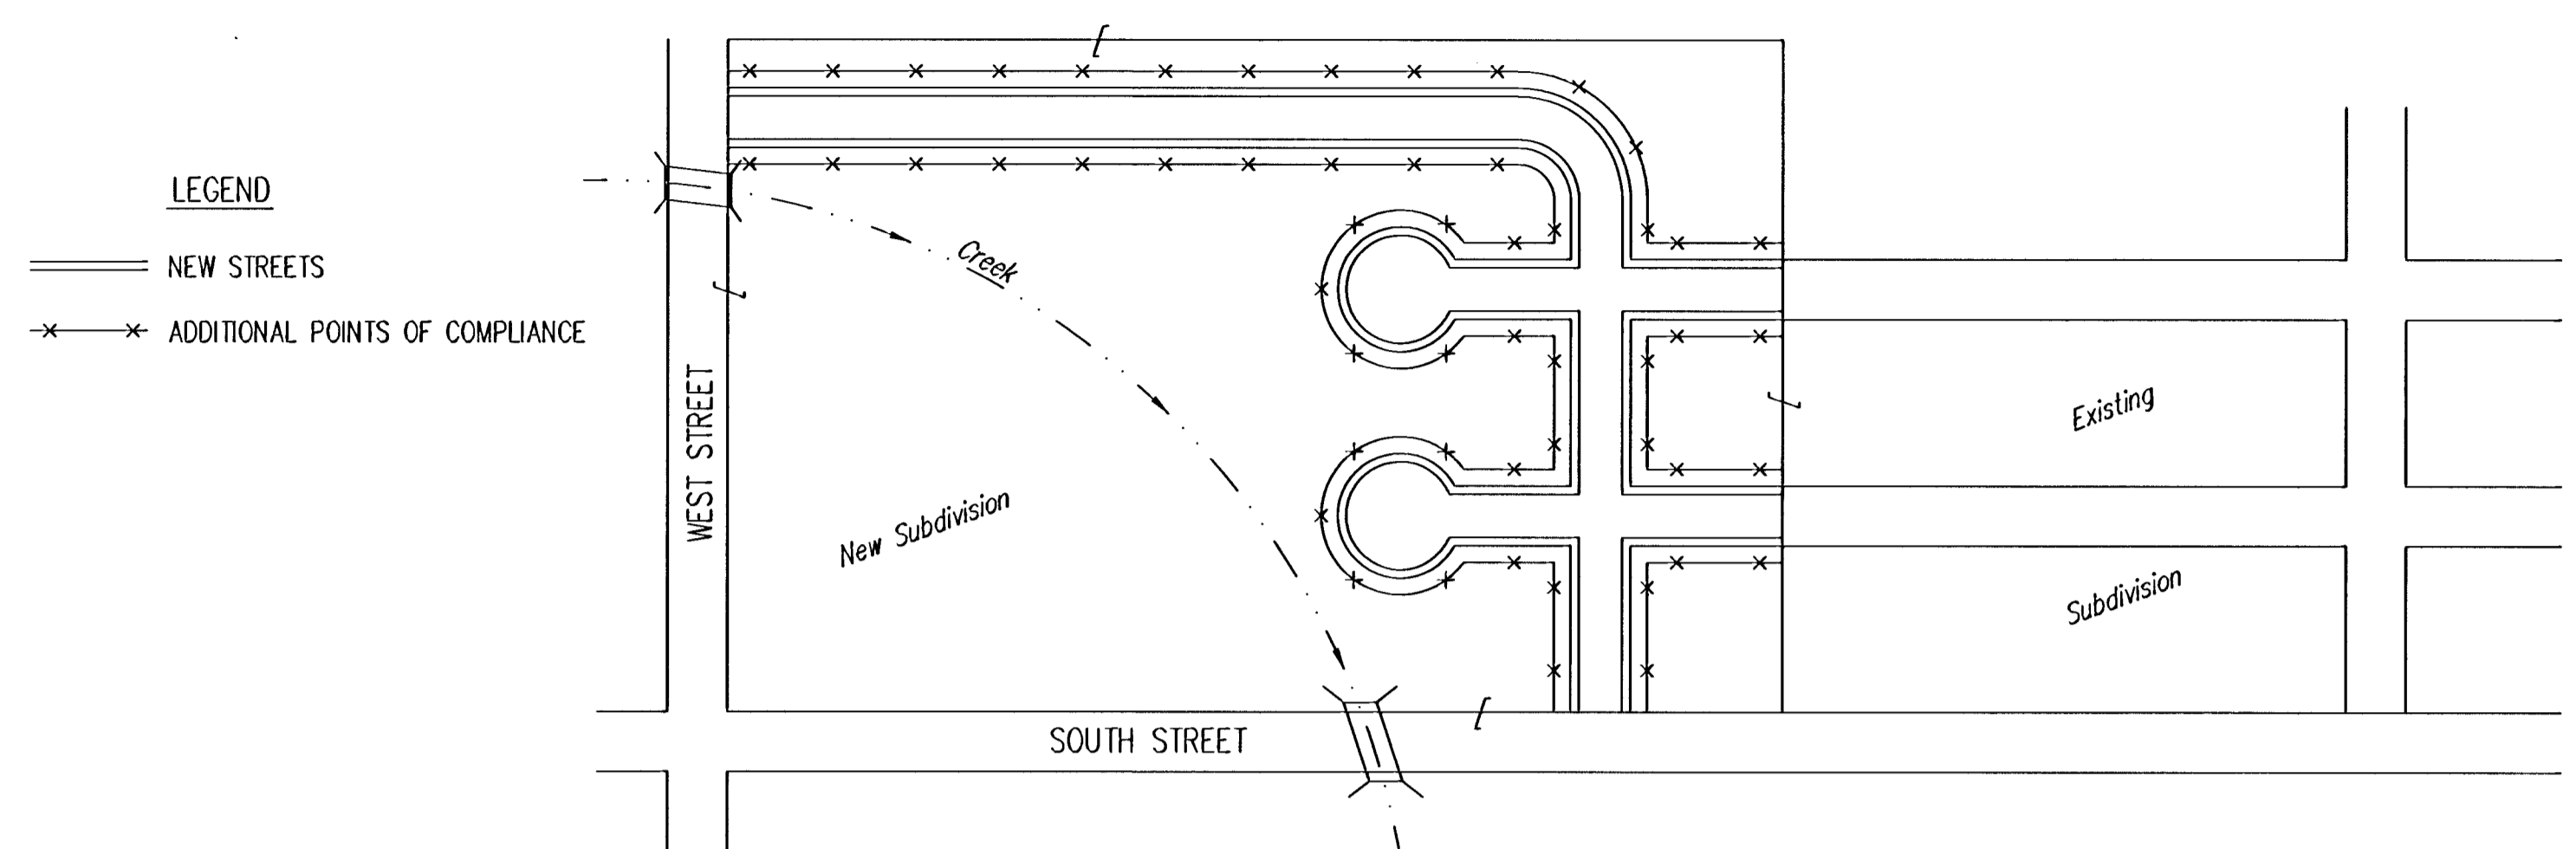 LEGEND
NEW STREETS
ADDITIONAL POINTS OF COMPLIANCE
WEST STREET
Creek
New Subdivision
SOUTH STREET
Existing
Subdivision